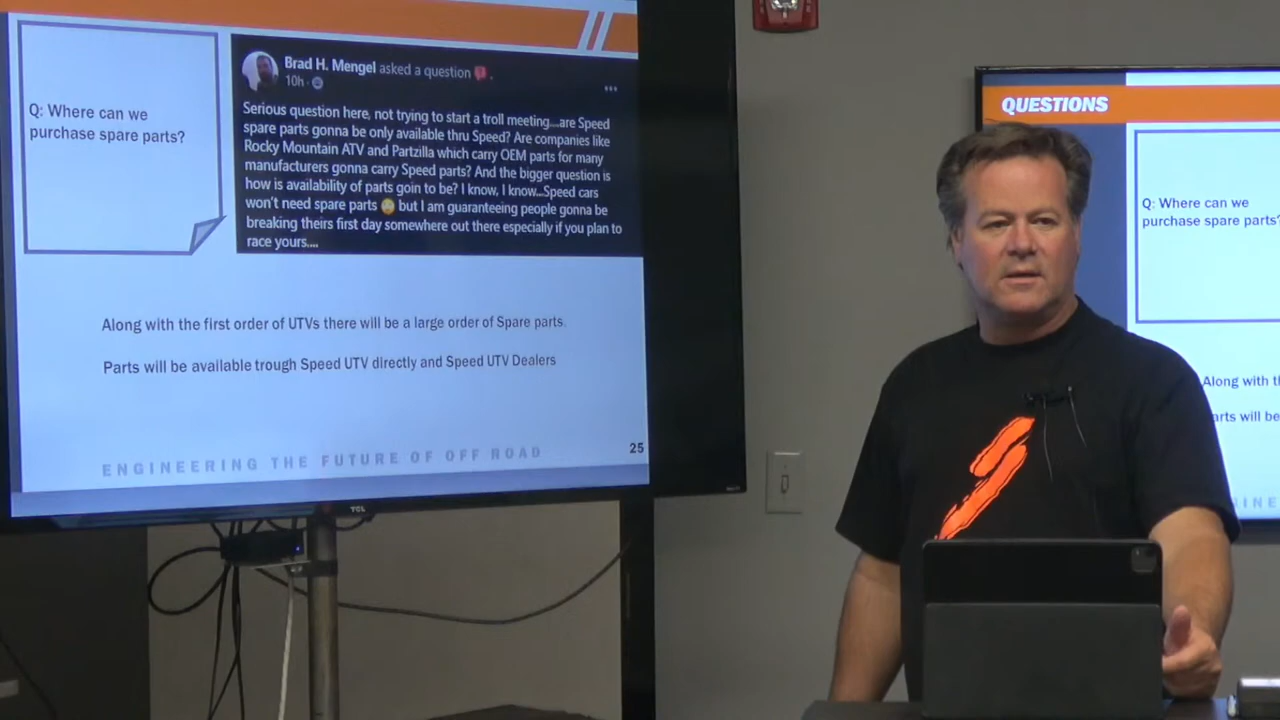 Q: Where can we
purchase spare parts?
Brad H. Mengel asked a question
10h
Serious question here, not trying to start a troll meeting....are Speed
spare parts gonna be only available thru Speed? Are companies like
Rocky Mountain ATV and Partzilla which carry OEM parts for many
manufacturers gonna carry Speed parts? And the bigger question is
how is availability of parts goin to be? I know, I know...Speed cars
won't need spare parts 🙄 but I am guaranteeing people gonna be
breaking theirs first day somewhere out there especially if you plan to
race yours....
Along with the first order of UTVs there will be a large order of Spare parts.
Parts will be available trough Speed UTV directly and Speed UTV Dealers
ENGINEERING THE FUTURE OF OFF ROAD
25
TCL
QUESTIONS
Q: Where can we
purchase spare parts?
Along with t
arts will be
INE